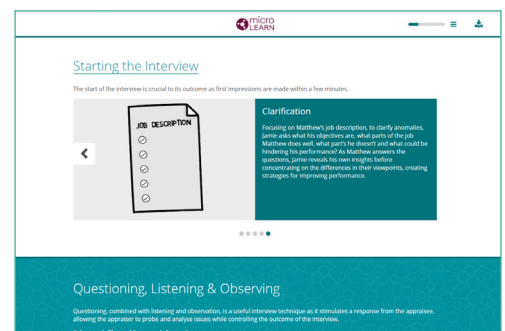 micro
LEARN
Starting the Interview
The start of the interview is crucial to its outcome as first impressions are made within a few minutes.
JOB DESCRIPTION
Clarification
Focusing on Matthew's job description, to clarify anomalies,
Jamie asks what his objectives are, what parts of the job
Matthew does well, what part's he doesn't and what could be
hindering his performance? As Matthew answers the
questions, Jamie reveals his own insights before
concentrating on the differences in their viewpoints, creating
strategies for improving performance.
Questioning, Listening & Observing
Questioning, combined with listening and observation, is a useful interview technique as it stimulates a response from the appraisee,
allowing the appraiser to probe and analyse issues while controlling the outcome of the interview.